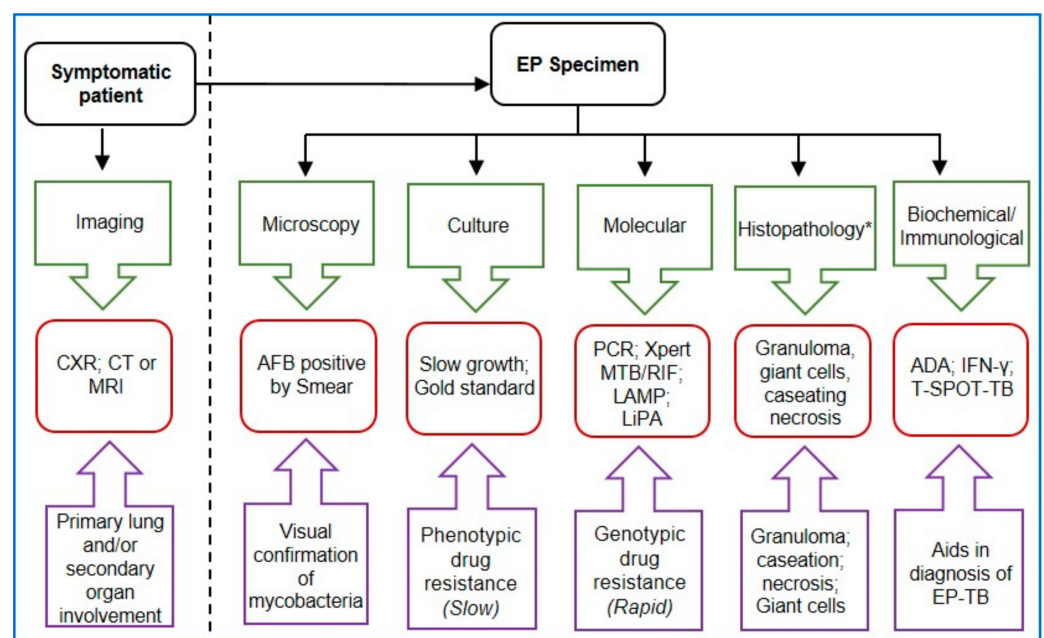 Symptomatic
patient
EP Specimen
Imaging
Microscopy
Culture
Molecular
Histopathology*
Biochemical/
Immunological
CXR; CT or
MRI
AFB positive
by Smear
Slow growth;
Gold standard
PCR; Xpert
MTB/RIF;
LAMP;
LiPA
Granuloma,
giant cells,
caseating
necrosis
ADA; IFN-γ;
T-SPOT-TB
Primary lung
and/or
secondary
organ
involvement
Visual
confirmation
of
mycobacteria
Phenotypic
drug
resistance
(Slow)
Genotypic
drug
resistance
(Rapid)
Granuloma;
caseation;
necrosis;
Giant cells
Aids in
diagnosis of
EP-TB